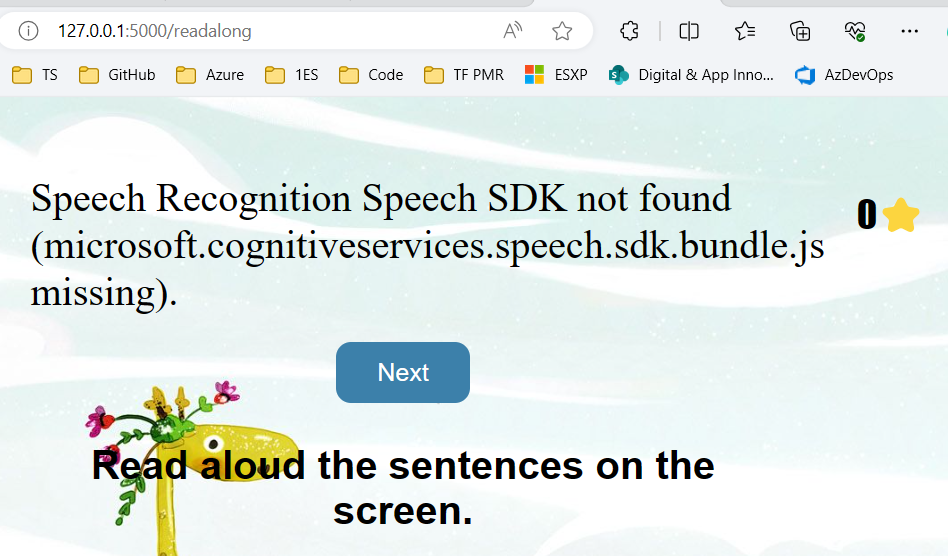 127.0.0.1:5000/readalong
TS GitHub Azure 1ES Code TF PMR ESXP Digital & App Inno... AzDevOps
Speech Recognition Speech SDK not found
(microsoft.cognitiveservices.speech.sdk.bundle.js
missing).
0
Next
Read aloud the sentences on the
screen.